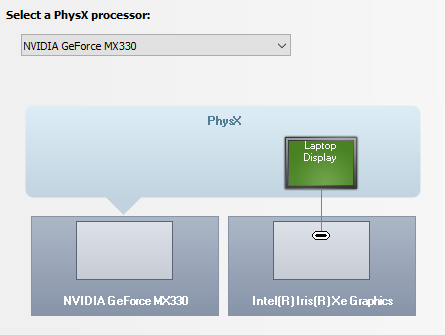 Select a PhysX processor:
NVIDIA GeForce MX330
PhysX
Laptop
Display
NVIDIA GeForce MX330
Intel(R) Iris(R) Xe Graphics